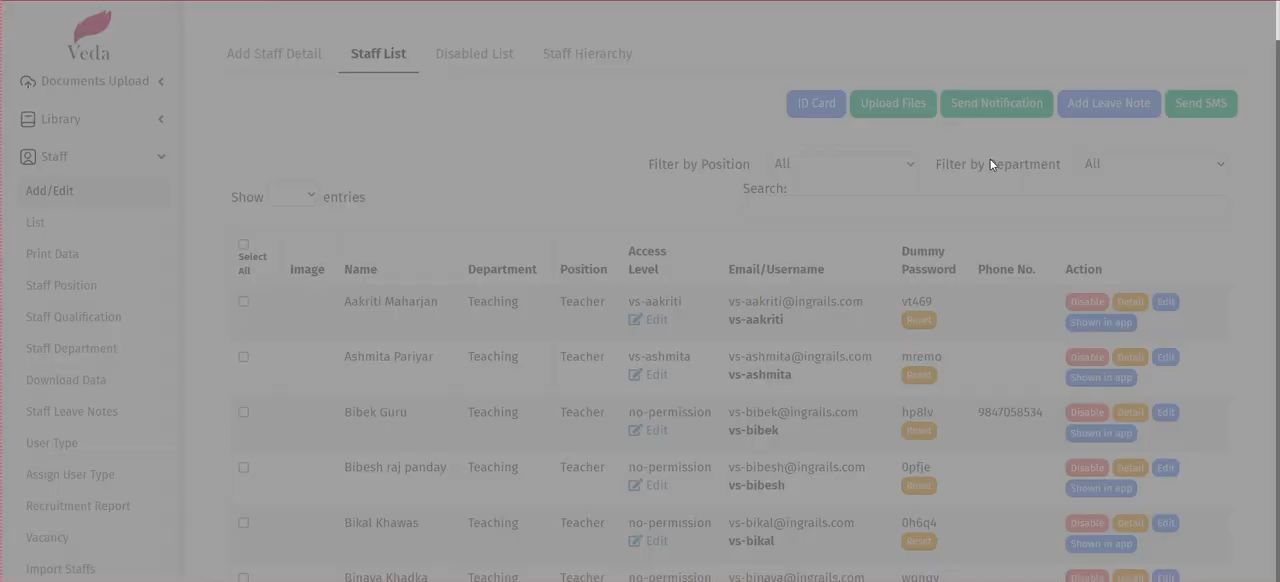 Veda
Documents Upload
Library
Staff
Add/Edit
List
Print Data
Staff Position
Staff Qualification
Staff Department
Download Data
Staff Leave Notes
User Type
Assign User Type
Recruitment Report
Vacancy
Import Staffs
Add Staff Detail Staff List Disabled List Staff Hierarchy
ID Card Upload Files Send Notification Add Leave Note Send SMS
Filter by Position All Filter by Department All
Search:
Show entries
Select All Image Name Department Position Access Level Email/Username Dummy Password Phone No. Action
Aakriti Maharjan Teaching Teacher vs-aakriti vs-aakriti@ingrails.com vt469 Disable Detail Edit
Edit vs-aakriti Reset Shown in app
Ashmita Pariyar Teaching Teacher vs-ashmita vs-ashmita@ingrails.com mremo Disable Detail Edit
Edit vs-ashmita Reset Shown in app
Bibek Guru Teaching Teacher no-permission vs-bibek@ingrails.com hp8lv 9847058534 Disable Detail Edit
Edit vs-bibek Reset Shown in app
Bibesh raj panday Teaching Teacher no-permission vs-bibesh@ingrails.com 0pfje Disable Detail Edit
Edit vs-bibesh Reset Shown in app
Bikal Khawas Teaching Teacher no-permission vs-bikal@ingrails.com 0h6q4 Disable Detail Edit
Edit vs-bikal Reset Shown in app
Binaya Khadka Teaching Teacher no-permission vs-binaya@ingrails.com Disable Detail Edit